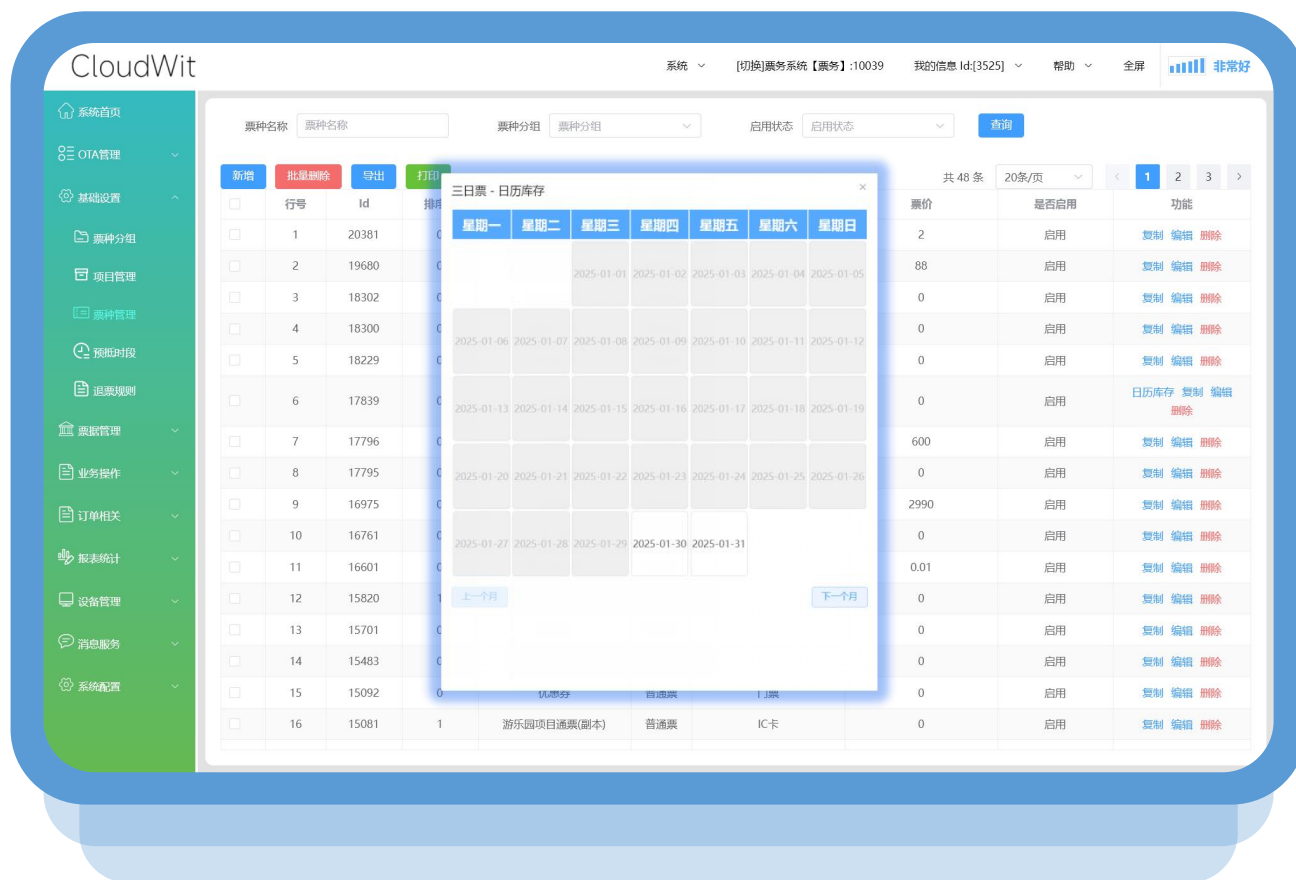 CloudWit
系统 [切换]票务系统【票务】:10039 我的信息 Id:[3525] 帮助 全屏 非常好
系统首页
OTA管理
基础设置
票种分组
项目管理
票种管理
预抵时段
退票规则
票据管理
业务操作
订单相关
报表统计
设备管理
消息服务
系统配置
票种名称 票种名称 票种分组 票种分组 启用状态 启用状态 查询
新增 批量删除 导出 打印 共 48 条 20条/页 1 2 3
行号 Id 票价 是否启用 功能
1 20381 2 启用 复制 编辑 删除
2 19680 88 启用 复制 编辑 删除
3 18302 0 启用 复制 编辑 删除
4 18300 0 启用 复制 编辑 删除
5 18229 0 启用 复制 编辑 删除
6 17839 0 启用 日历库存 复制 编辑
删除
7 17796 600 启用 复制 编辑 删除
8 17795 0 启用 复制 编辑 删除
9 16975 2990 启用 复制 编辑 删除
10 16761 0 启用 复制 编辑 删除
11 16601 0.01 启用 复制 编辑 删除
12 15820 1 0 启用 复制 编辑 删除
13 15701 0 启用 复制 编辑 删除
14 15483 0 启用 复制 编辑 删除
15 15092 0 优惠券 普通票 门票 0 启用 复制 编辑 删除
16 15081 1 游乐园项目通票(副本) 普通票 IC卡 0 启用 复制 编辑 删除
三日票 - 日历库存
星期一 星期二 星期三 星期四 星期五 星期六 星期日
2025-01-01 2025-01-02 2025-01-03 2025-01-04 2025-01-05
2025-01-06 2025-01-07 2025-01-08 2025-01-09 2025-01-10 2025-01-11 2025-01-12
2025-01-13 2025-01-14 2025-01-15 2025-01-16 2025-01-17 2025-01-18 2025-01-19
2025-01-20 2025-01-21 2025-01-22 2025-01-23 2025-01-24 2025-01-25 2025-01-26
2025-01-27 2025-01-28 2025-01-29 2025-01-30 2025-01-31
上一个月 下一个月